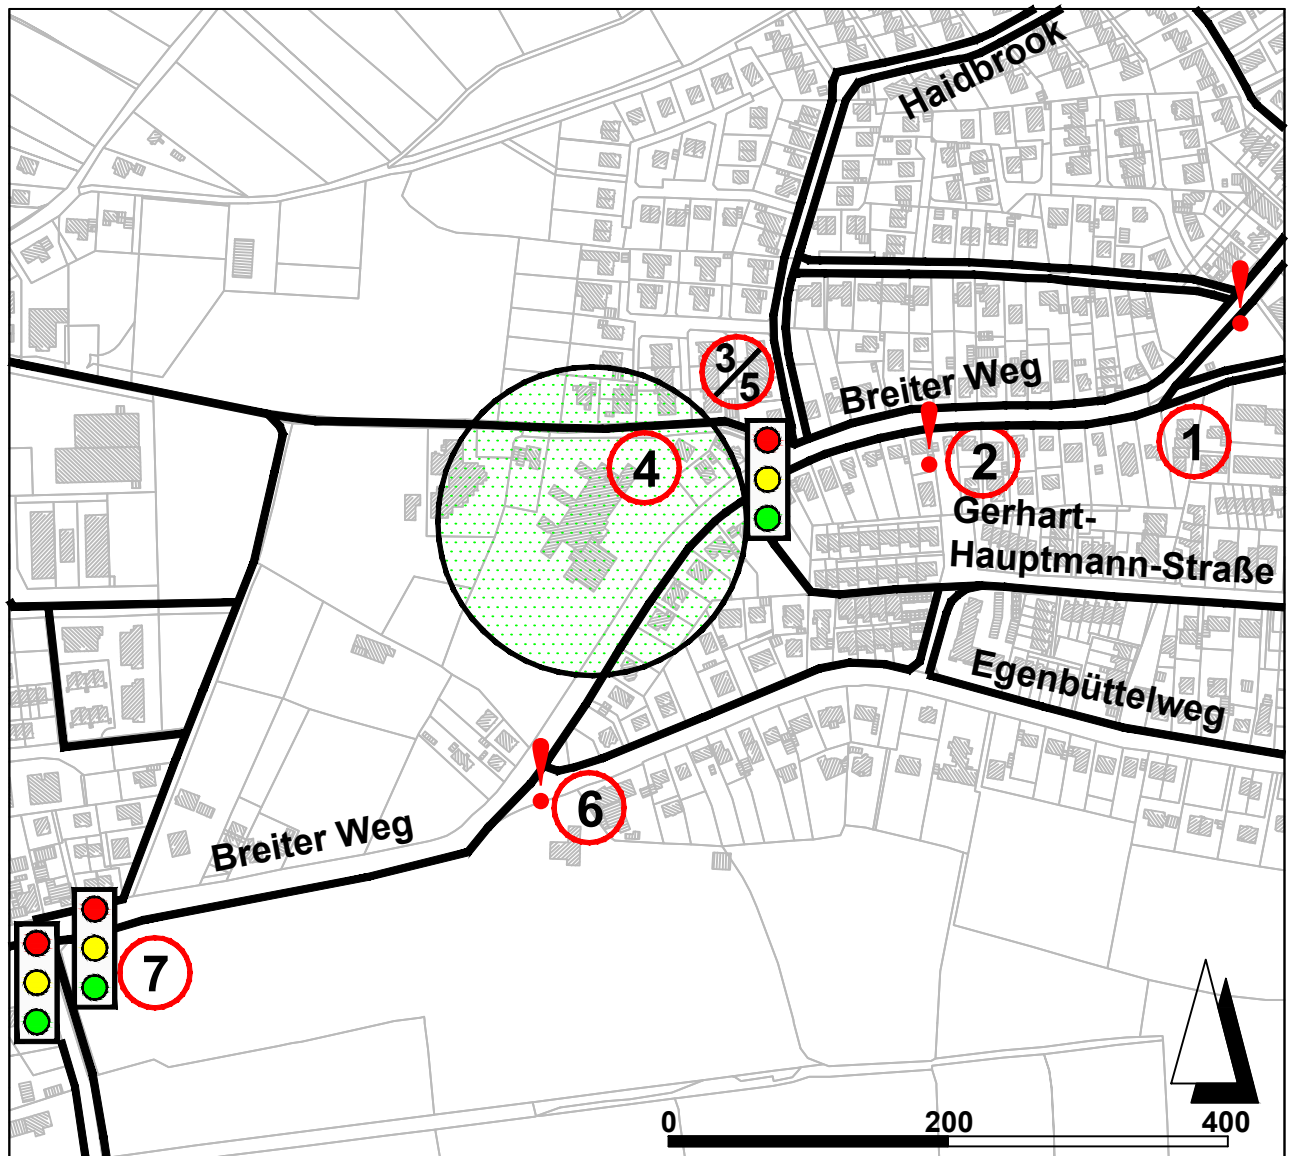 Haidbrook
3/5
Breiter Weg
1
2
4
Gerhart-
Hauptmann-Straße
Egenbüttelweg
6
Breiter Weg
7
0 200 400